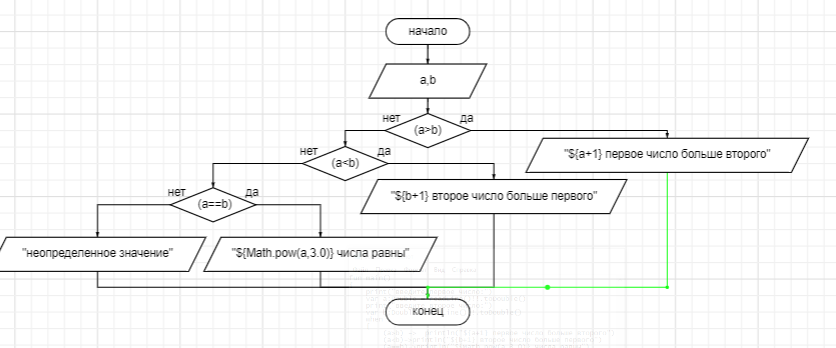 начало
a,b
нет
(a>b)
да
нет
(a<b)
да
"${a+1} первое число больше второго"
нет
(a==b)
да
"${b+1} второе число больше первого"
"неопределенное значение"
"${Math.pow(a,3.0)} числа равны"
конец